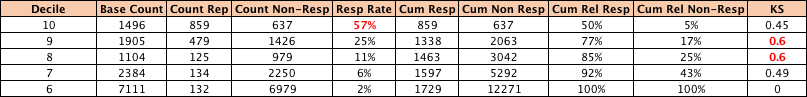 Decile Base Count Count Rep Count Non-Resp Resp Rate Cum Resp Cum Non Resp Cum Rel Resp Cum Rel Non-Resp KS
10 1496 859 637 57% 859 637 50% 5% 0.45
9 1905 479 1426 25% 1338 2063 77% 17% 0.6
8 1104 125 979 11% 1463 3042 85% 25% 0.6
7 2384 134 2250 6% 1597 5292 92% 43% 0.49
6 7111 132 6979 2% 1729 12271 100% 100% 0